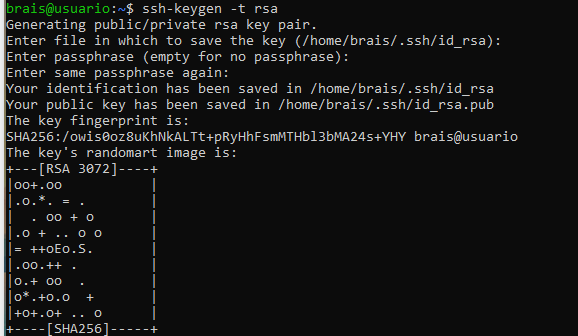 brais@usuario:~$ ssh-keygen -t rsa
Generating public/private rsa key pair.
Enter file in which to save the key (/home/brais/.ssh/id_rsa):
Enter passphrase (empty for no passphrase):
Enter same passphrase again:
Your identification has been saved in /home/brais/.ssh/id_rsa
Your public key has been saved in /home/brais/.ssh/id_rsa.pub
The key fingerprint is:
SHA256:/owis0oz8uKhNkALTt+pRyHhFsmMTHbl3bMA24s+YHY brais@usuario
The key's randomart image is:
+---[RSA 3072]----+
|oo+.oo           |
|.o.*. = .        |
|  . oo + o       |
|.o + .. o o      |
|= ++oEo.S.       |
|.oo.++ .         |
|o.+ oo  .        |
|o*.+o.o  +       |
|+o+.o+ .. o      |
+----[SHA256]-----+